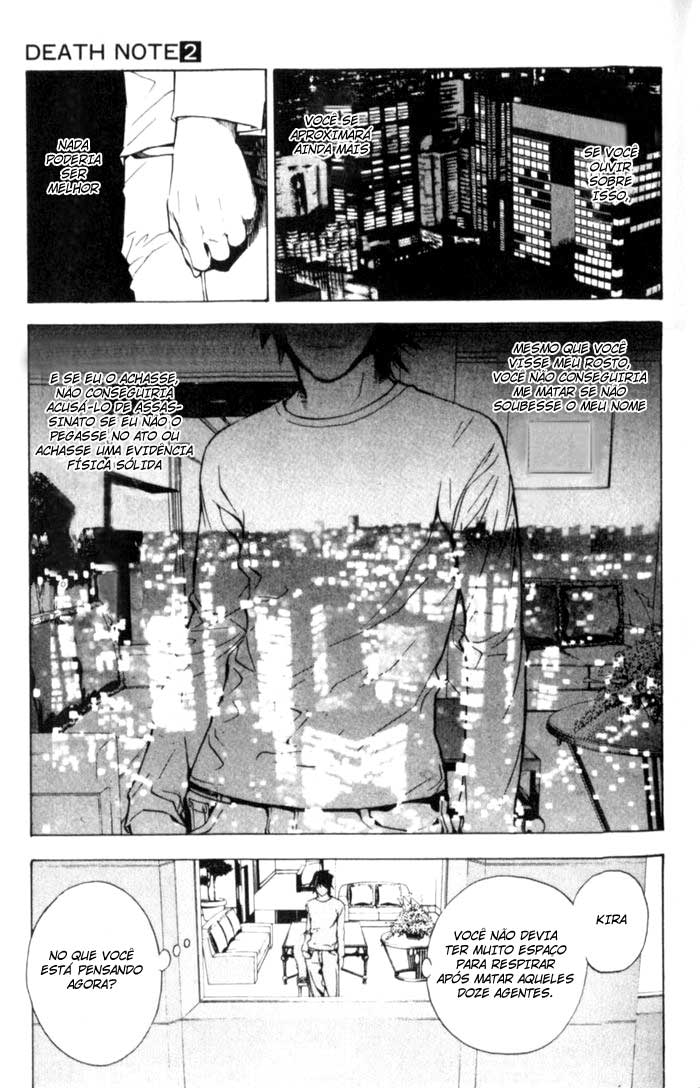 DEATH NOTE 2
SE VOCÊ
OUVIR
SOBRE
ISSO,
VOCÊ SE
APROXIMARÁ
AINDA MAIS
NADA
PODERIA
SER
MELHOR
MESMO QUE VOCÊ
VISSE MEU ROSTO,
VOCÊ NÃO CONSEGUIRIA
ME MATAR SE NÃO
SOUBESSE O MEU NOME
E SE EU O ACHASSE,
NÃO CONSEGUIRIA
ACUSÁ-LO DE ASSAS-
SINATO SE EU NÃO O
PEGASSE NO ATO OU
ACHASSE UMA EVIDÊNCIA
FÍSICA SÓLIDA
KIRA
VOCÊ NÃO DEVIA
TER MUITO ESPAÇO
PARA RESPIRAR
APÓS MATAR AQUELES
DOZE AGENTES.
NO QUE VOCÊ
ESTÁ PENSANDO
AGORA?